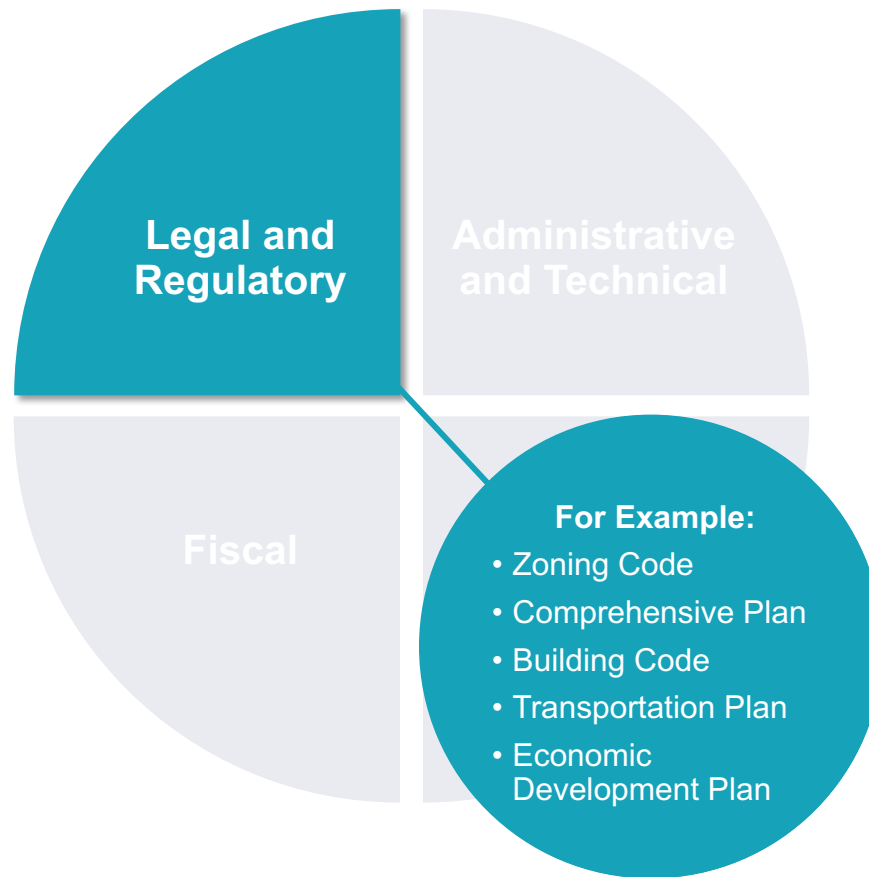 Legal and
Regulatory
Administrative
and Technical
Fiscal
For Example:
• Zoning Code
• Comprehensive Plan
• Building Code
• Transportation Plan
• Economic
Development Plan